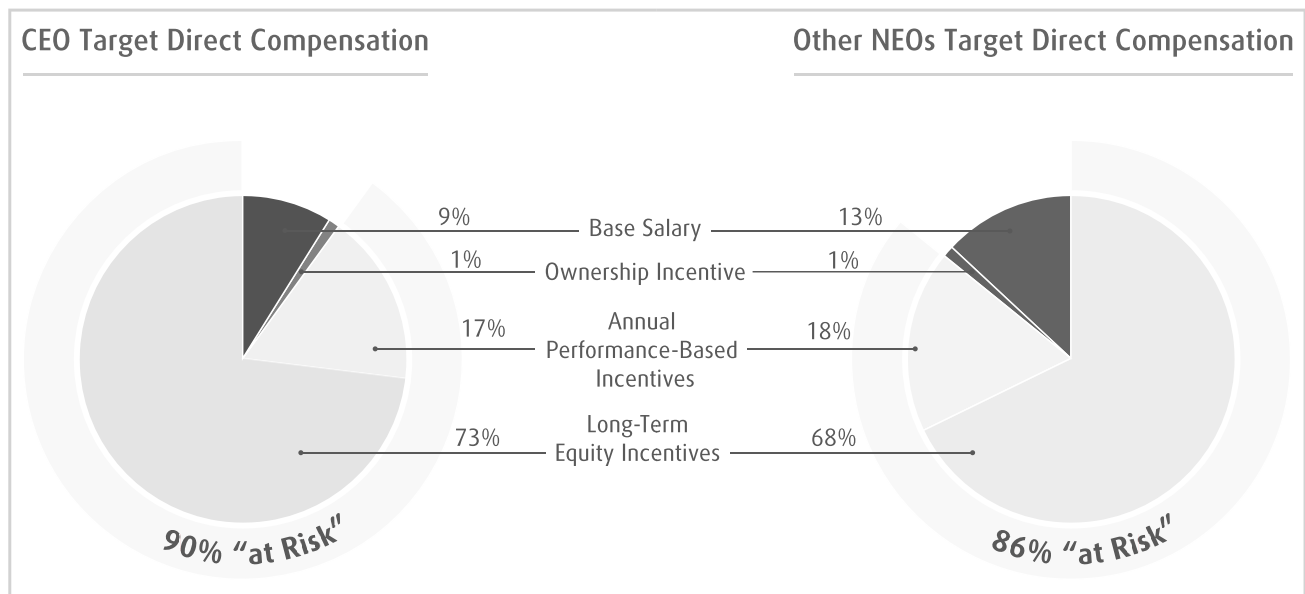 CEO Target Direct Compensation
Other NEOs Target Direct Compensation
9%
Base Salary
13%
1%
Ownership Incentive
1%
17%
Annual
Performance-Based
Incentives
18%
73%
Long-Term
Equity Incentives
68%
90% “at Risk”
86% “at Risk”